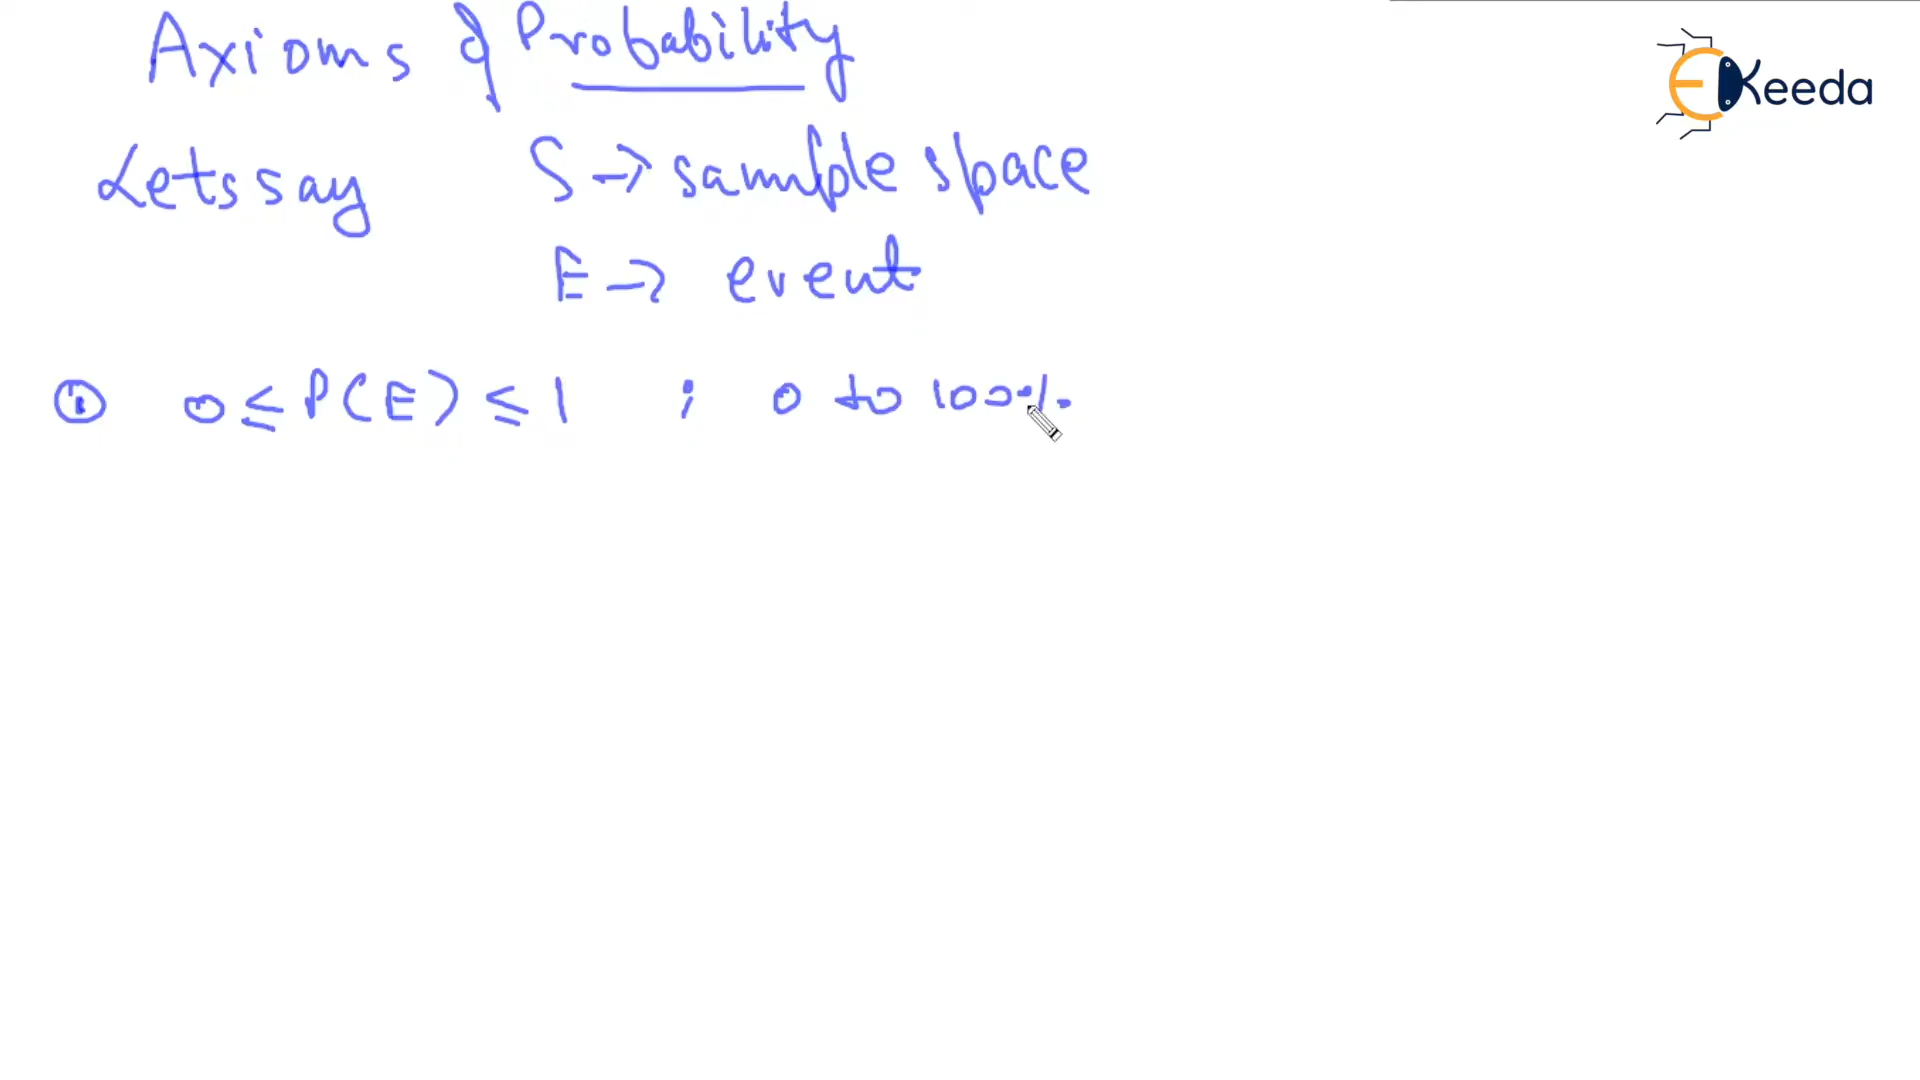 Axioms of Probability
EKeeda
Lets say S → sample space
E → event
① 0 ≤ P(E) ≤ 1 ; 0 to 100%